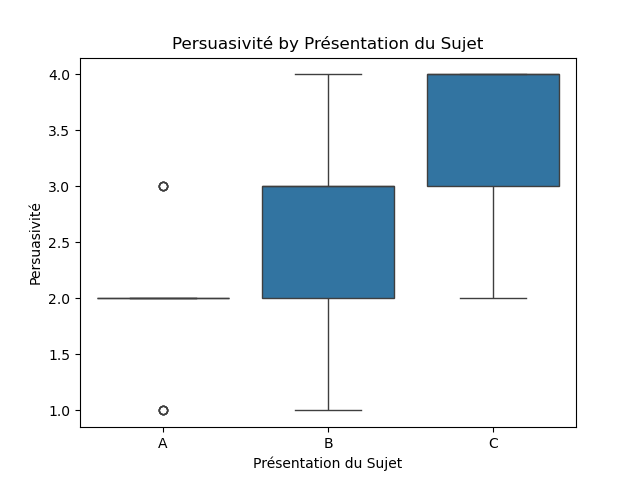 Persuasivité by Présentation du Sujet
4.0
3.5
3.0
2.5
2.0
1.5
1.0
Persuasivité
A
B
C
Présentation du Sujet